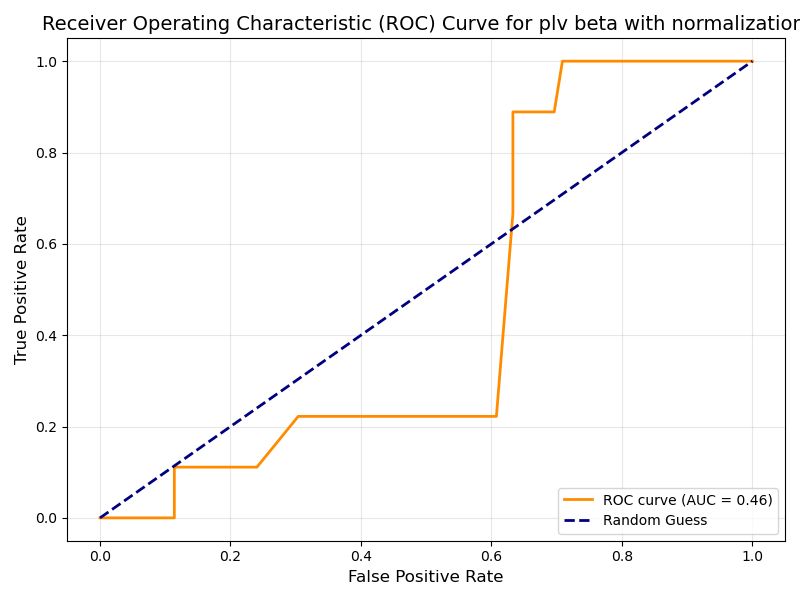 Receiver Operating Characteristic (ROC) Curve for plv beta with normalization
1.0
0.8
0.6
0.4
0.2
0.0
True Positive Rate
ROC curve (AUC = 0.46)
Random Guess
0.0 0.2 0.4 0.6 0.8 1.0
False Positive Rate